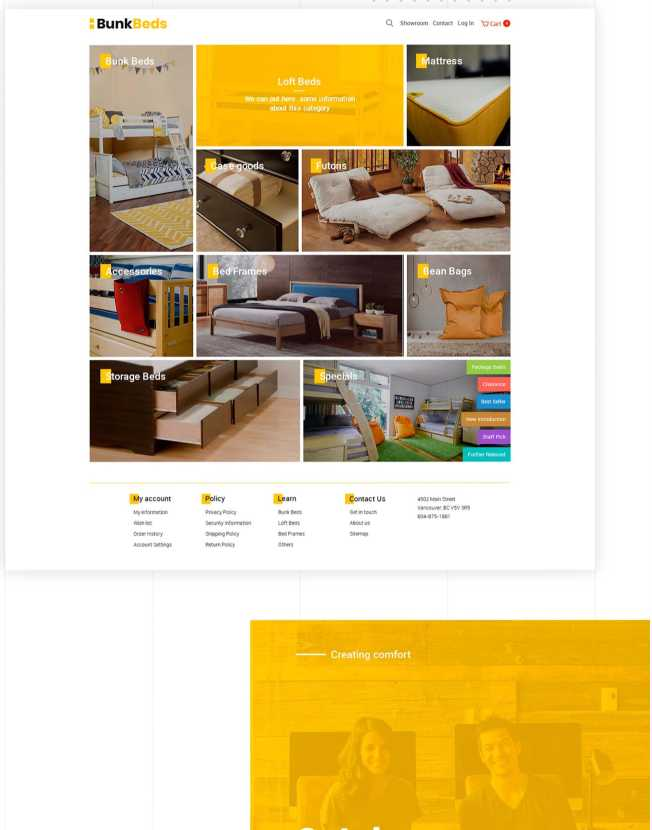 BunkBeds
Showroom Contact Log In Cart
Bunk Beds
Loft Beds
We can put here some information
about this category
Mattress
Case goods
Futons
Accessories
Bed Frames
Bean Bags
Storage Beds
Specials
Package Deals
Clearance
Best Seller
New Introduction
Staff Pick
Further Reduced
My account
My information
Wish list
Order history
Account Settings
Policy
Privacy Policy
Security Information
Shipping Policy
Return Policy
Learn
Bunk Beds
Loft Beds
Bed Frames
Others
Contact Us
Get in touch
About us
Sitemap
4502 Main Street
Vancouver, BC V5V 3R5
604-875-1861
Creating comfort